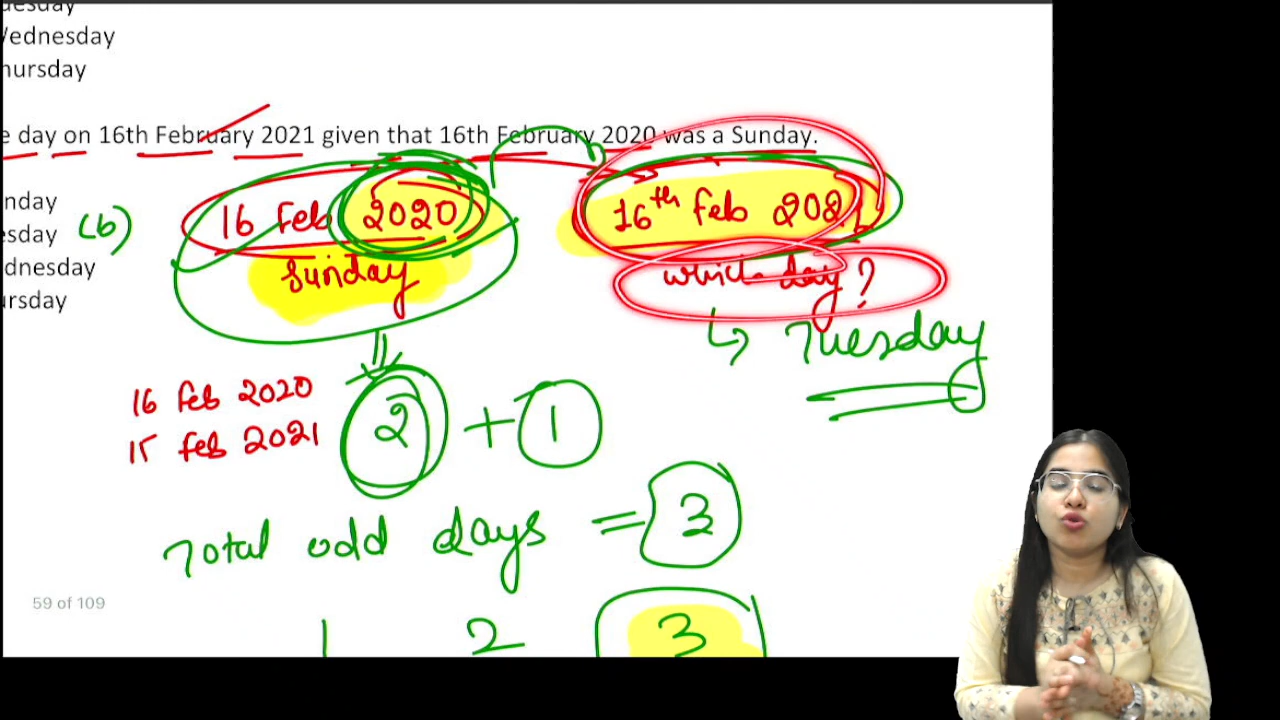 uesday
Wednesday
hursday
e day on 16th February 2021 given that 16th February 2020 was a Sunday.
nday
esday (b)
dnesday
ursday
16 Feb 2020
Sunday
16th Feb 2021
which day?
↳ Tuesday
16 Feb 2020
15 Feb 2021
2 + 1
Total odd days = 3
1 2 3
59 of 109